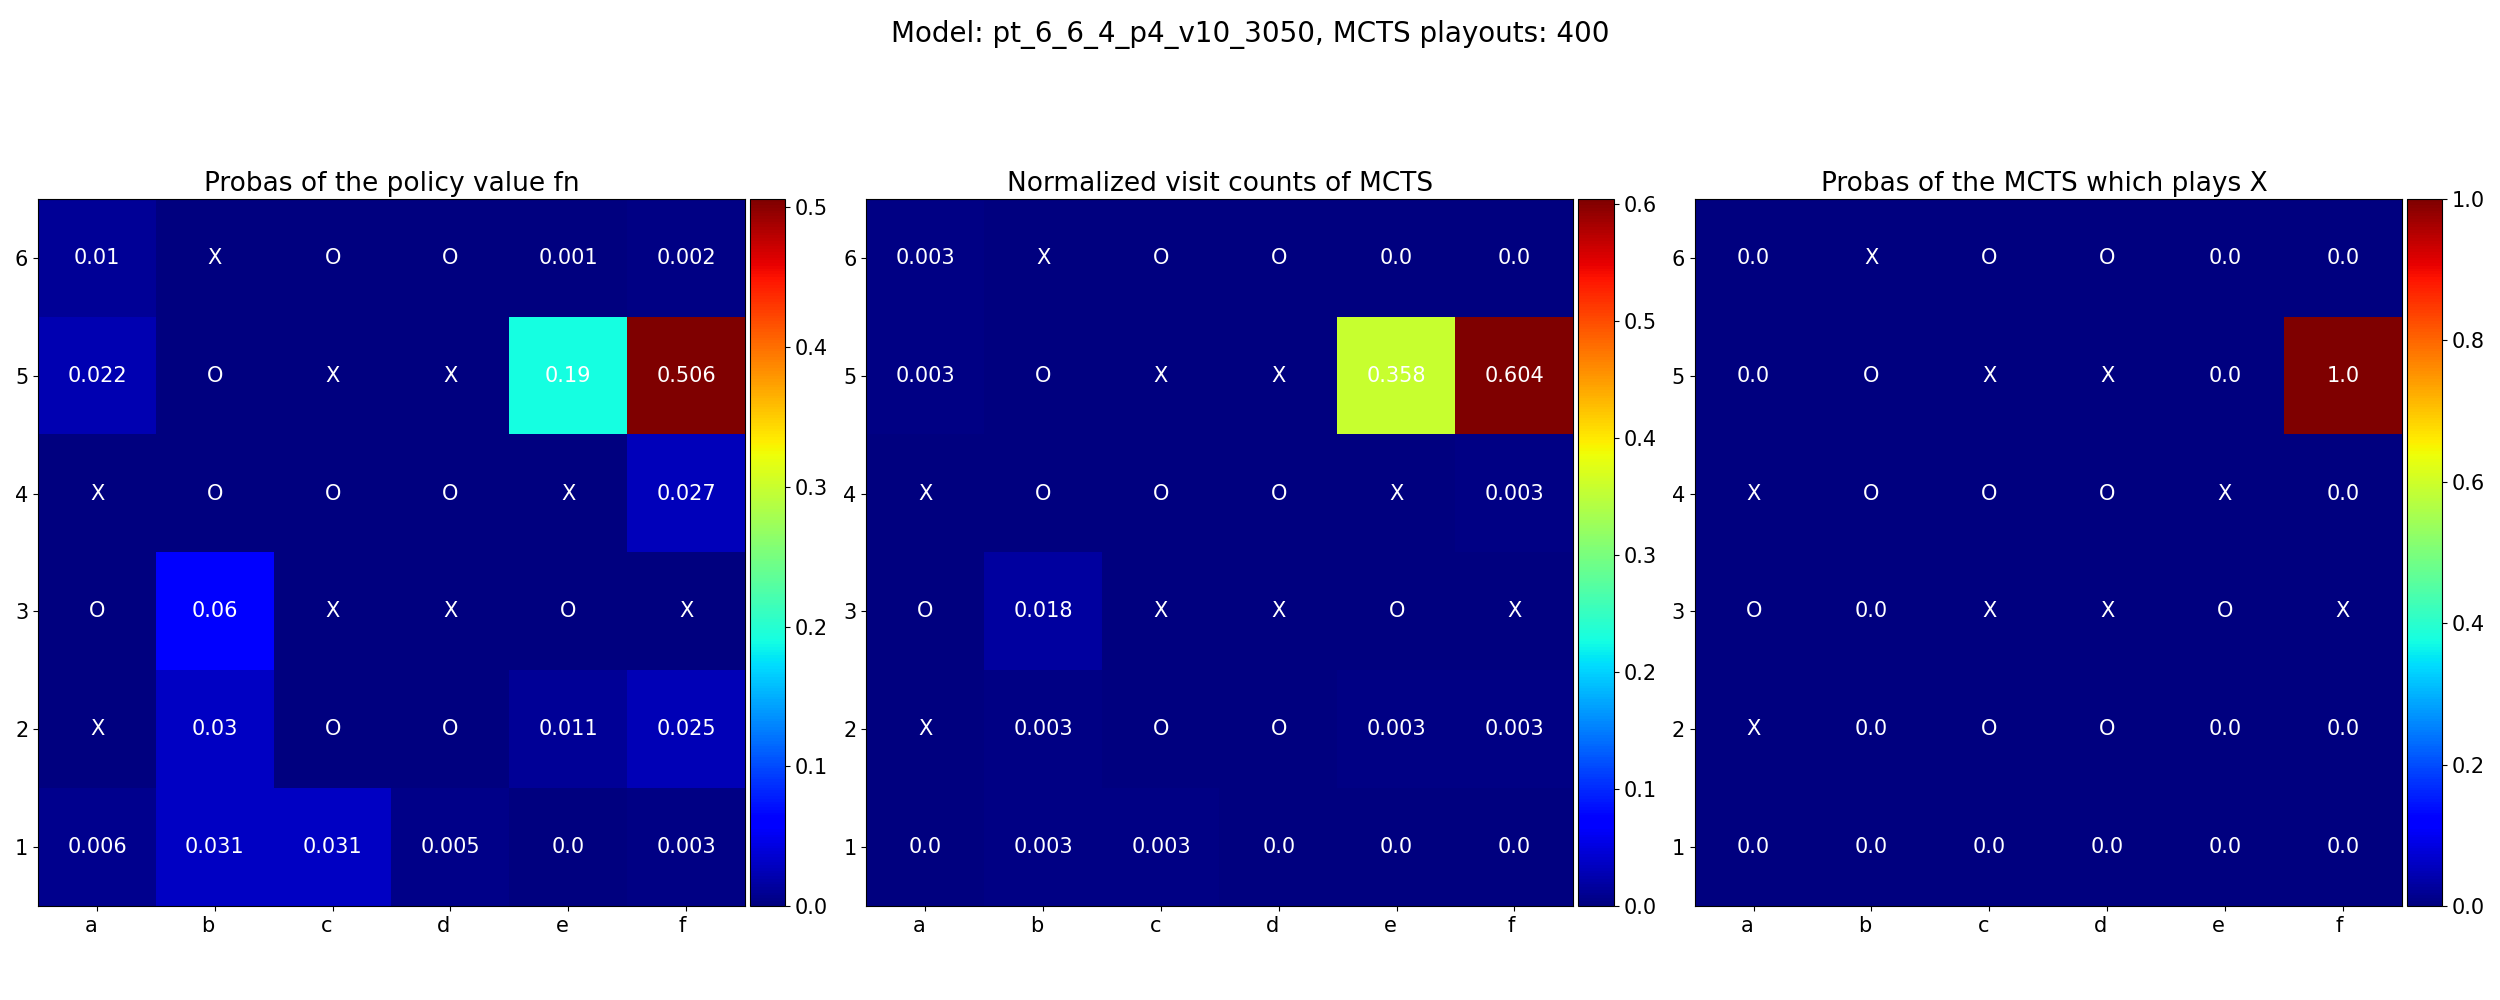 Model: pt_6_6_4_p4_v10_3050, MCTS playouts: 400
Probas of the policy value fn
6 0.01 X O O 0.001 0.002
5 0.022 O X X 0.19 0.506
4 X O O O X 0.027
3 O 0.06 X X O X
2 X 0.03 O O 0.011 0.025
1 0.006 0.031 0.031 0.005 0.0 0.003
a b c d e f
0.5
0.4
0.3
0.2
0.1
0.0
Normalized visit counts of MCTS
6 0.003 X O O 0.0 0.0
5 0.003 O X X 0.358 0.604
4 X O O O X 0.003
3 O 0.018 X X O X
2 X 0.003 O O 0.003 0.003
1 0.0 0.003 0.003 0.0 0.0 0.0
a b c d e f
0.6
0.5
0.4
0.3
0.2
0.1
0.0
Probas of the MCTS which plays X
6 0.0 X O O 0.0 0.0
5 0.0 O X X 0.0 1.0
4 X O O O X 0.0
3 O 0.0 X X O X
2 X 0.0 O O 0.0 0.0
1 0.0 0.0 0.0 0.0 0.0 0.0
a b c d e f
1.0
0.8
0.6
0.4
0.2
0.0